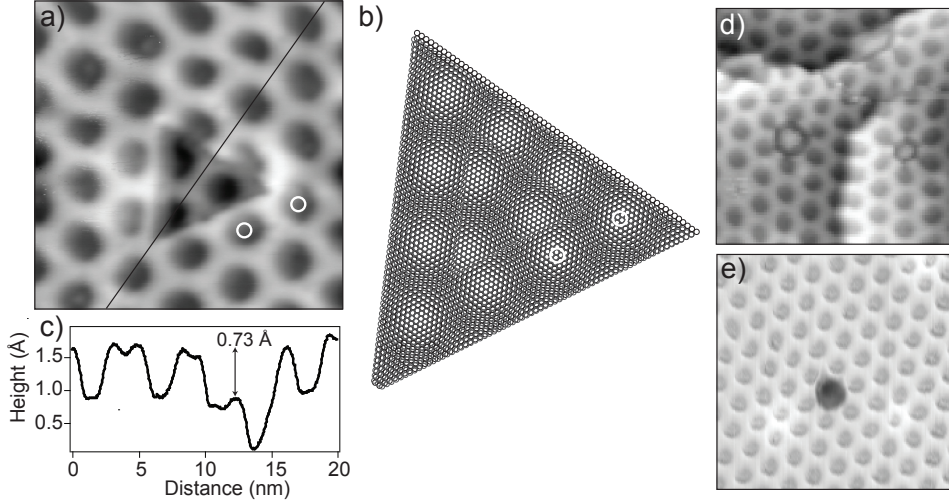 a)
b)
d)
c)
0.73 Å
Height (Å)
1.5
1.0
0.5
0
5
10
15
20
Distance (nm)
e)